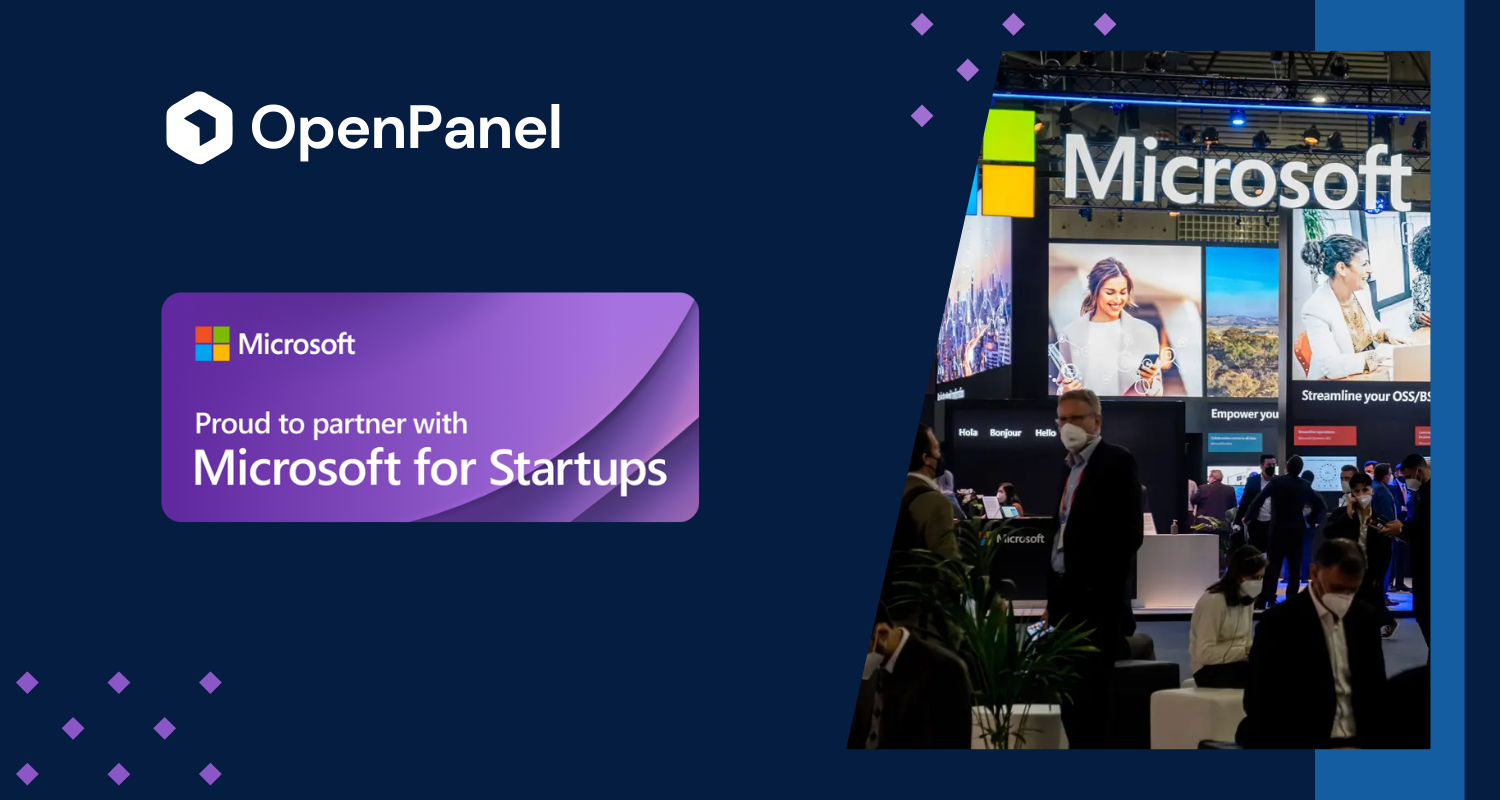 OpenPanel
Microsoft
Proud to partner with
Microsoft for Startups
Microsoft
Streamline your OSS/BS
Empower you
Hola Bonjour Hello
Microsoft